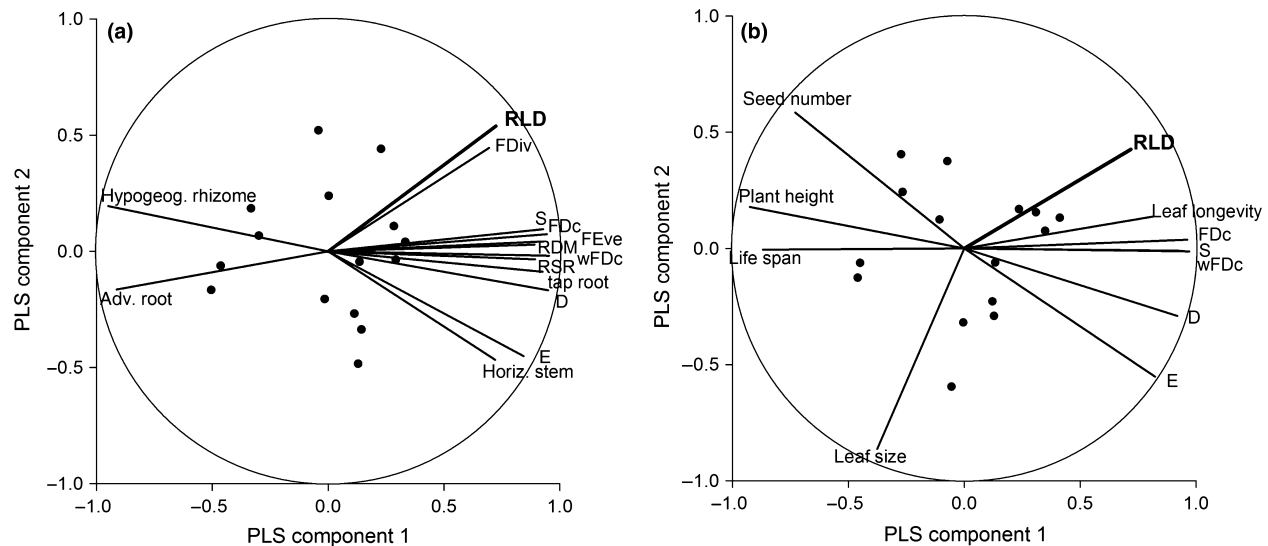 (a)
1.0
0.5
0.0
−0.5
−1.0
−1.0
−0.5
0.0
0.5
1.0
PLS component 2
PLS component 1
RLD
FDiv
Hypogeog. rhizome
S
FDc
FEve
RDM
wFDc
RSR
tap root
D
Adv. root
E
Horiz. stem
(b)
1.0
0.5
0.0
−0.5
−1.0
−1.0
−0.5
0.0
0.5
1.0
PLS component 2
PLS component 1
Seed number
RLD
Plant height
Leaf longevity
FDc
S
Life span
wFDc
D
E
Leaf size